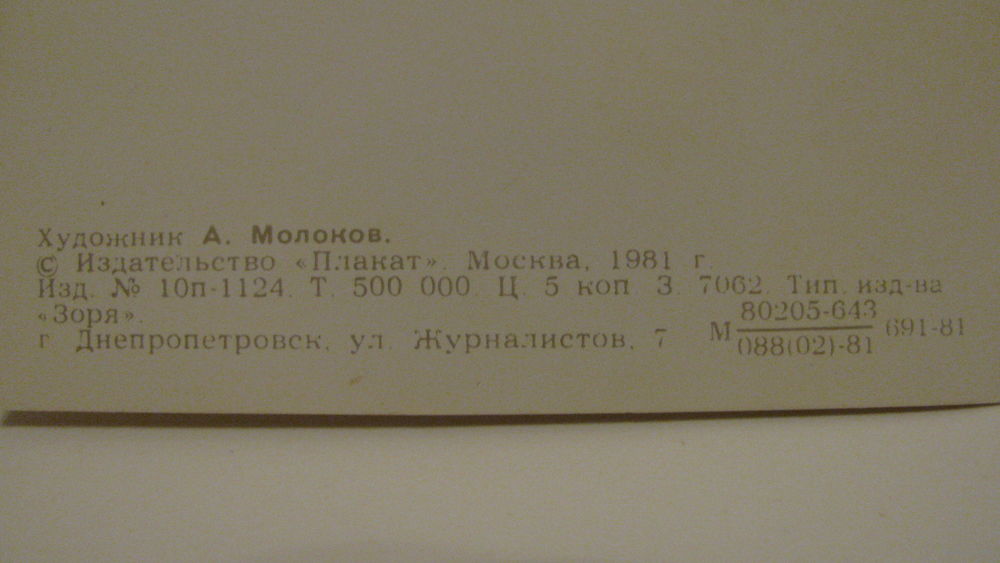 Художник А. Молоков.
© Издательство «Плакат». Москва, 1981 г.
Изд. № 10п-1124. Т. 500 000. Ц. 5 коп. З. 7062. Тип. изд-ва
«Зоря».
г. Днепропетровск, ул. Журналистов, 7 М 80205-643
088(02)-81 691-81